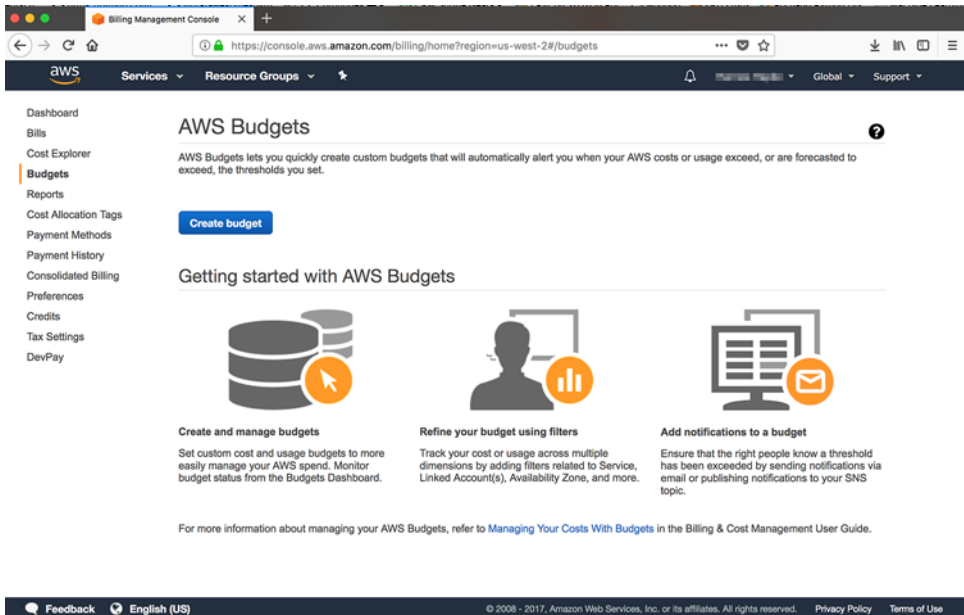 Billing Management Console
https://console.aws.amazon.com/billing/home?region=us-west-2#/budgets
aws Services Resource Groups Global Support
Dashboard
Bills
Cost Explorer
Budgets
Reports
Cost Allocation Tags
Payment Methods
Payment History
Consolidated Billing
Preferences
Credits
Tax Settings
DevPay
AWS Budgets
AWS Budgets lets you quickly create custom budgets that will automatically alert you when your AWS costs or usage exceed, or are forecasted to
exceed, the thresholds you set.
Create budget
Getting started with AWS Budgets
Create and manage budgets
Set custom cost and usage budgets to more
easily manage your AWS spend. Monitor
budget status from the Budgets Dashboard.
Refine your budget using filters
Track your cost or usage across multiple
dimensions by adding filters related to Service,
Linked Account(s), Availability Zone, and more.
Add notifications to a budget
Ensure that the right people know a threshold
has been exceeded by sending notifications via
email or publishing notifications to your SNS
topic.
For more information about managing your AWS Budgets, refer to Managing Your Costs With Budgets in the Billing & Cost Management User Guide.
Feedback English (US) © 2008 - 2017, Amazon Web Services, Inc. or its affiliates. All rights reserved. Privacy Policy Terms of Use